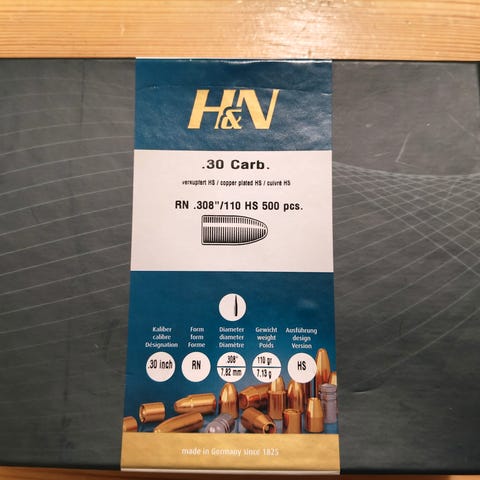 H&N
.30 Carb.
verkupfert HS / copper plated HS / cuivré HS
RN .308"/110 HS 500 pcs.
Kaliber Form Diameter Gewicht Ausführung
calibre form diameter weight design
Désignation Forme Diamètre Poids Version
.30 inch RN 308" 110 gr HS
7,82 mm 7,13 g
made in Germany since 1825